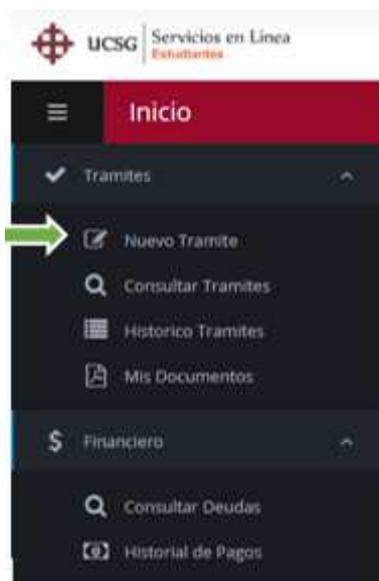 UCSG Servicios en Linea
Estudiantes
Inicio
Tramites
Nuevo Tramite
Consultar Tramites
Historico Tramites
Mis Documentos
$ Financiero
Consultar Deudas
Historial de Pagos